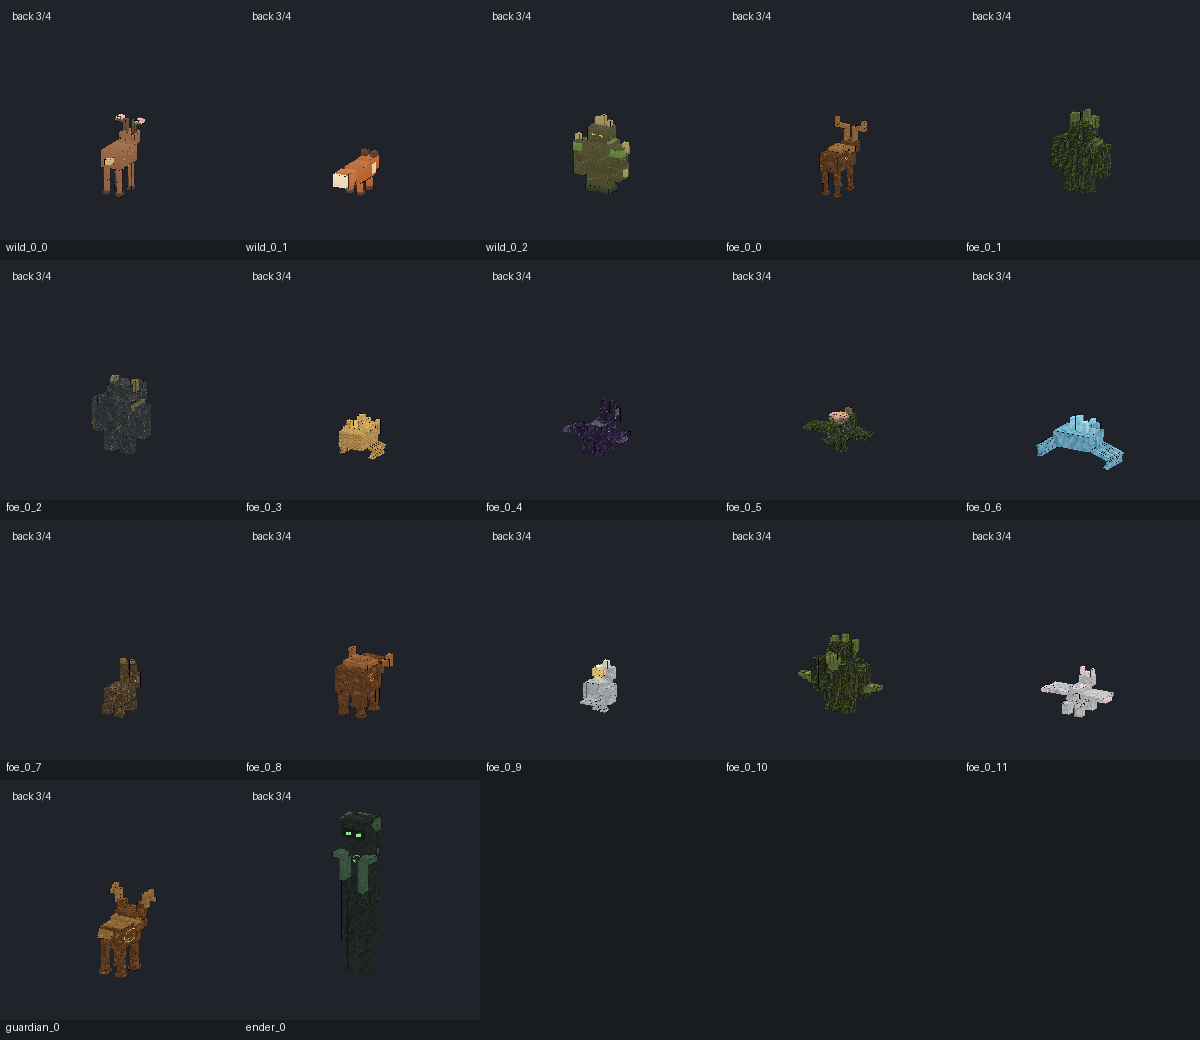 back 3/4 back 3/4 back 3/4 back 3/4 back 3/4
wild_0_0 wild_0_1 wild_0_2 foe_0_0 foe_0_1
back 3/4 back 3/4 back 3/4 back 3/4 back 3/4
foe_0_2 foe_0_3 foe_0_4 foe_0_5 foe_0_6
back 3/4 back 3/4 back 3/4 back 3/4 back 3/4
foe_0_7 foe_0_8 foe_0_9 foe_0_10 foe_0_11
back 3/4 back 3/4
guardian_0 ender_0